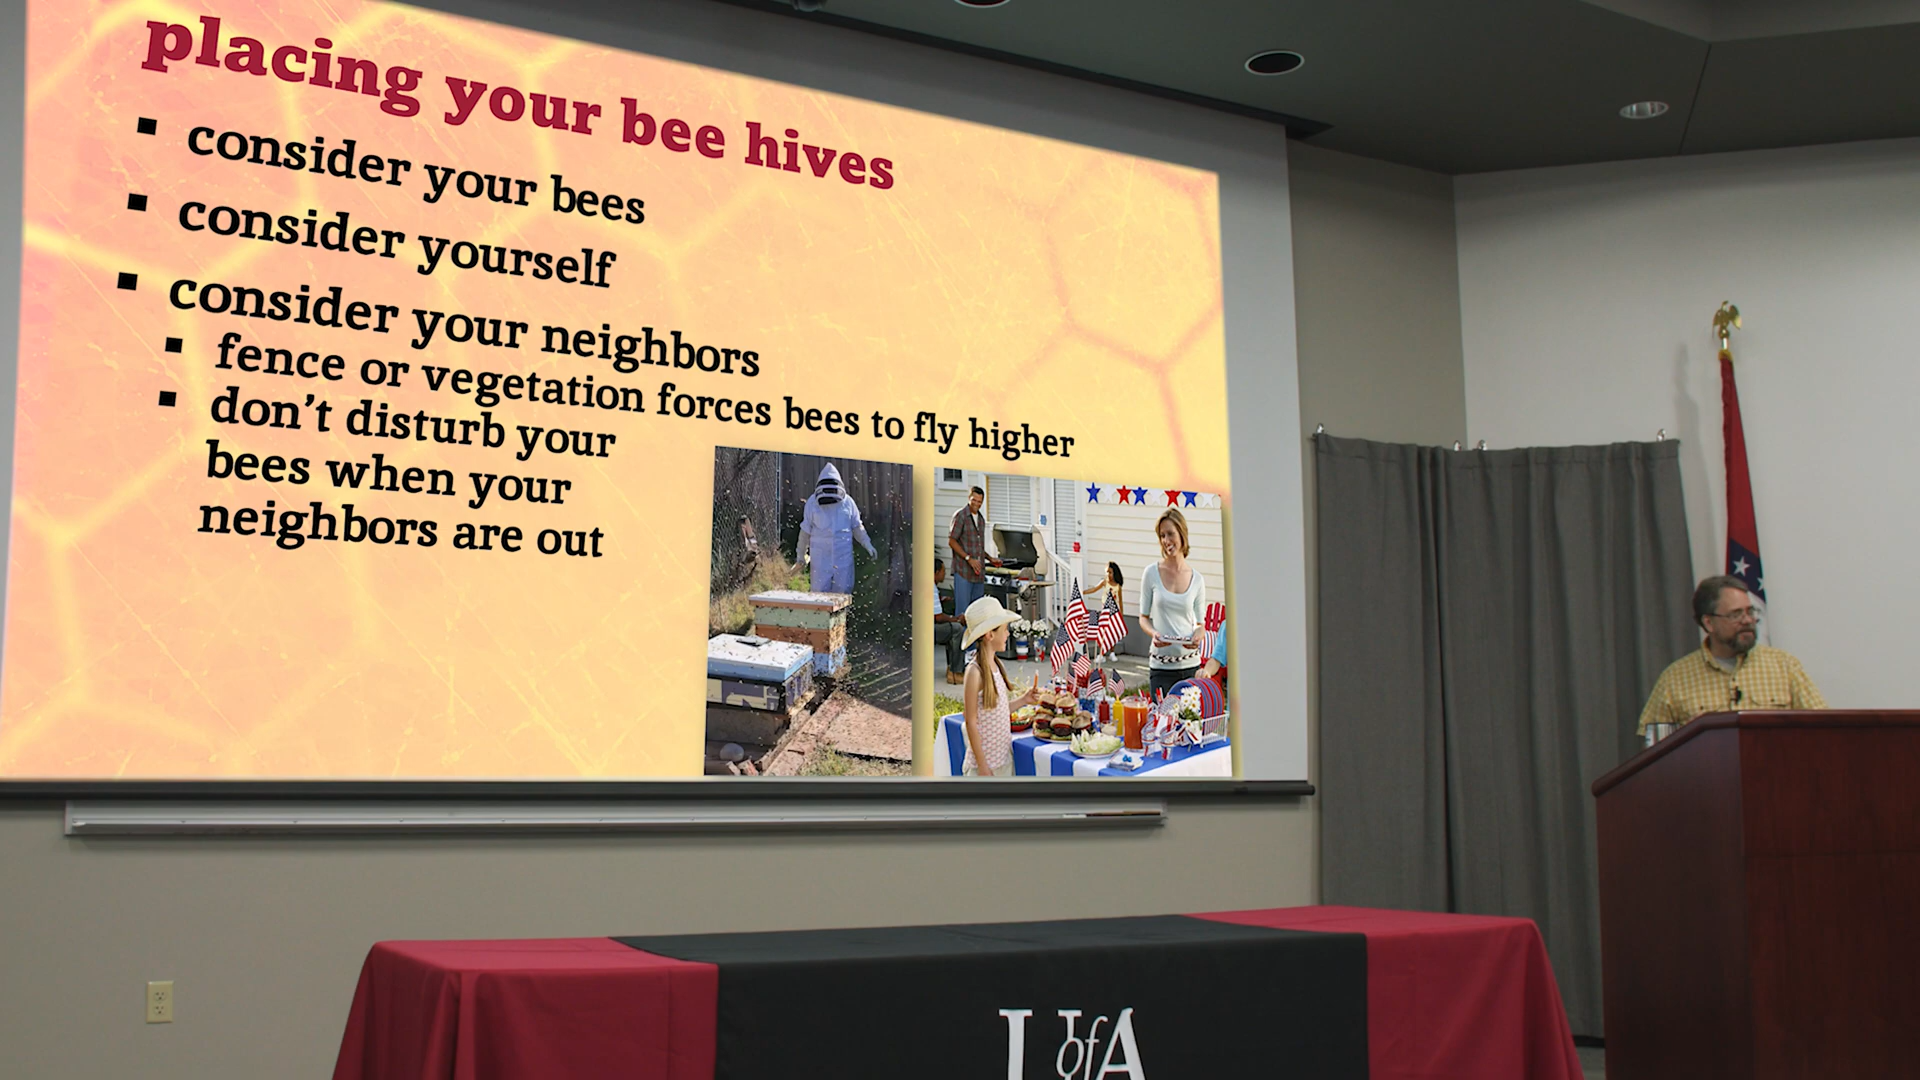 placing your bee hives
▪ consider your bees
▪ consider yourself
▪ consider your neighbors
▪ fence or vegetation forces bees to fly higher
▪ don't disturb your
bees when your
neighbors are out
U of A